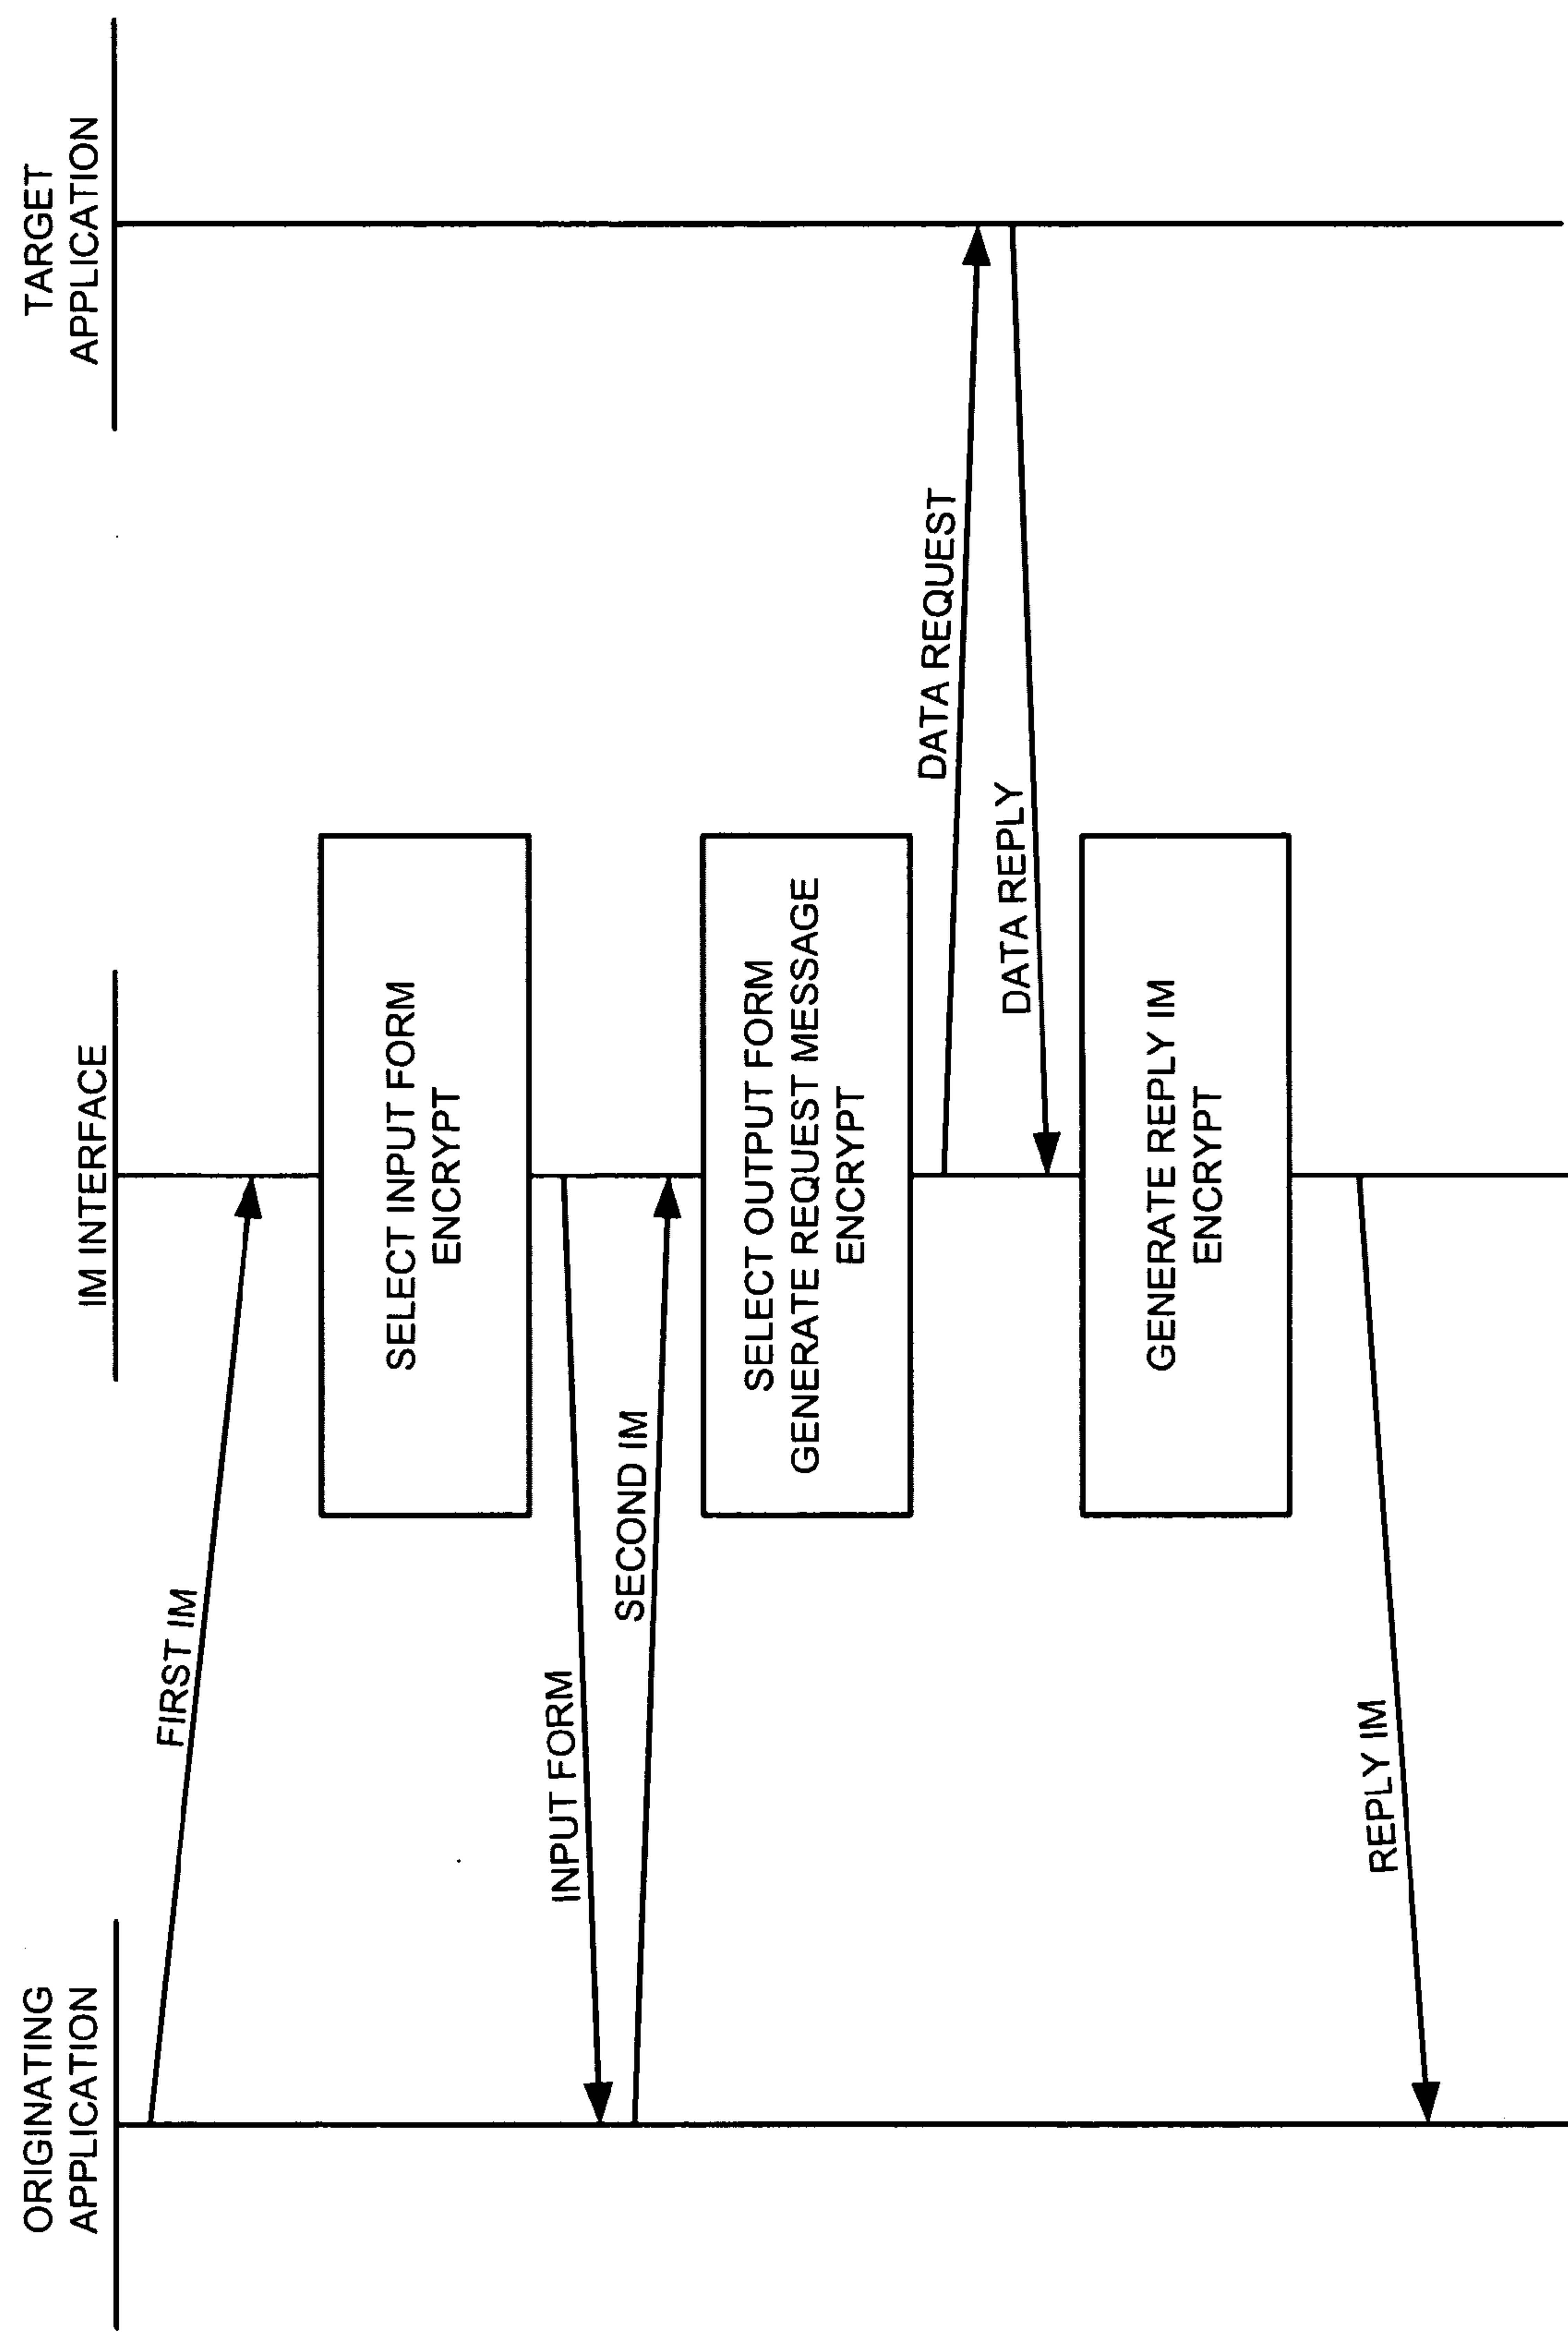 ORIGINATING
APPLICATION
IM INTERFACE
TARGET
APPLICATION
FIRST IM
SELECT INPUT FORM
ENCRYPT
INPUT FORM
SECOND IM
SELECT OUTPUT FORM
GENERATE REQUEST MESSAGE
ENCRYPT
DATA REQUEST
DATA REPLY
GENERATE REPLY IM
ENCRYPT
REPLY IM